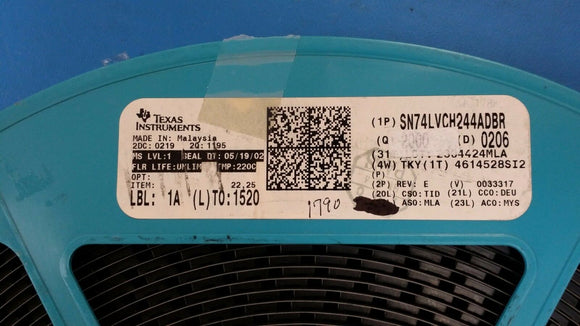 TEXAS
INSTRUMENTS
MADE IN: Malaysia
2DC: 0219 2Q: 1195
MS LVL:1 SEAL DT: 05/19/02
FLR LIFE:UNLIM TMP:220C
OPT:
ITEM: 22,25
LBL: 1A (L)TO:1520
1790
(1P) SN74LVCH244ADBR
(Q) 2000 (D) 0206
(4W) TKY(1T) 4614528SI2
(P)
(2P) REV: E (V) 0033317
(20L) CSO:TID (21L) CCO:DEU
ASO:MLA (23L) ACO:MYS